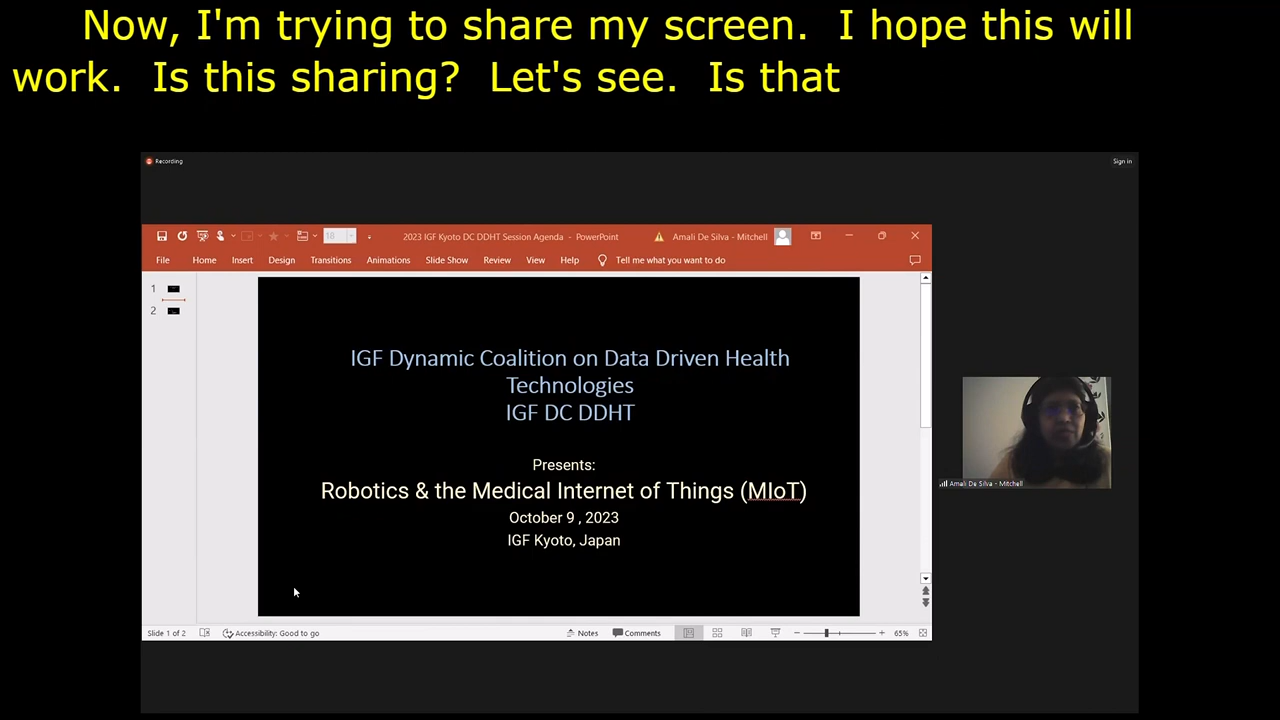 Now, I'm trying to share my screen.  I hope this will
work.  Is this sharing?  Let's see.  Is that
Recording
Sign in
18
2023 IGF Kyoto DC DDHT Session Agenda - PowerPoint
Amali De Silva - Mitchell
File Home Insert Design Transitions Animations Slide Show Review View Help Tell me what you want to do
1
2
IGF Dynamic Coalition on Data Driven Health
Technologies
IGF DC DDHT
Presents:
Robotics & the Medical Internet of Things (MIoT)
October 9 , 2023
IGF Kyoto, Japan
Amali De Silva - Mitchell
Slide 1 of 2 Accessibility: Good to go Notes Comments 65%